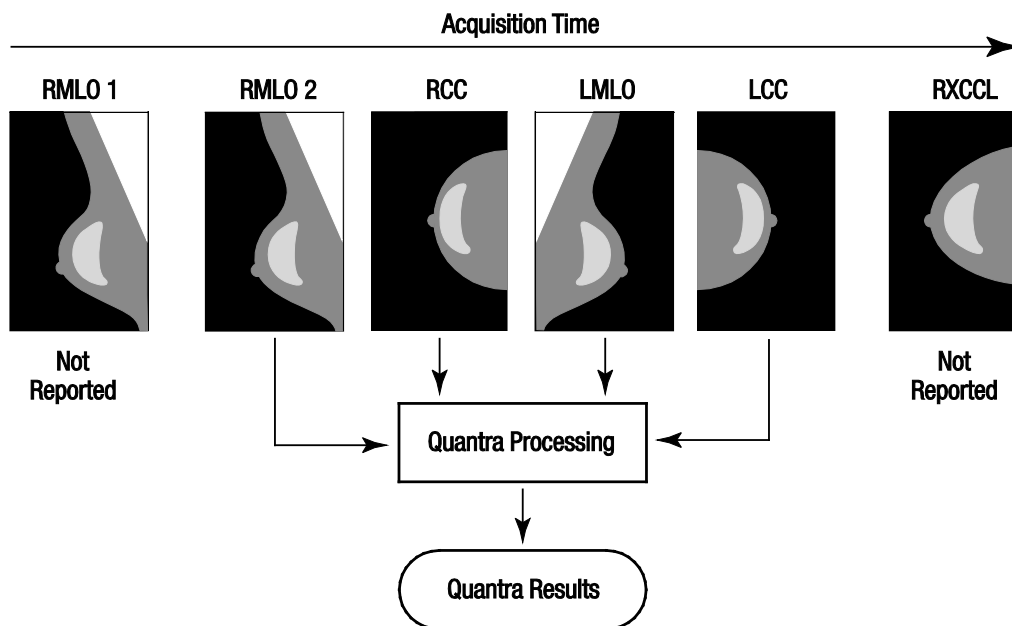 Acquisition Time
RMLO 1
RMLO 2
RCC
LMLO
LCC
RXCCL
Not
Reported
Not
Reported
Quantra Processing
Quantra Results